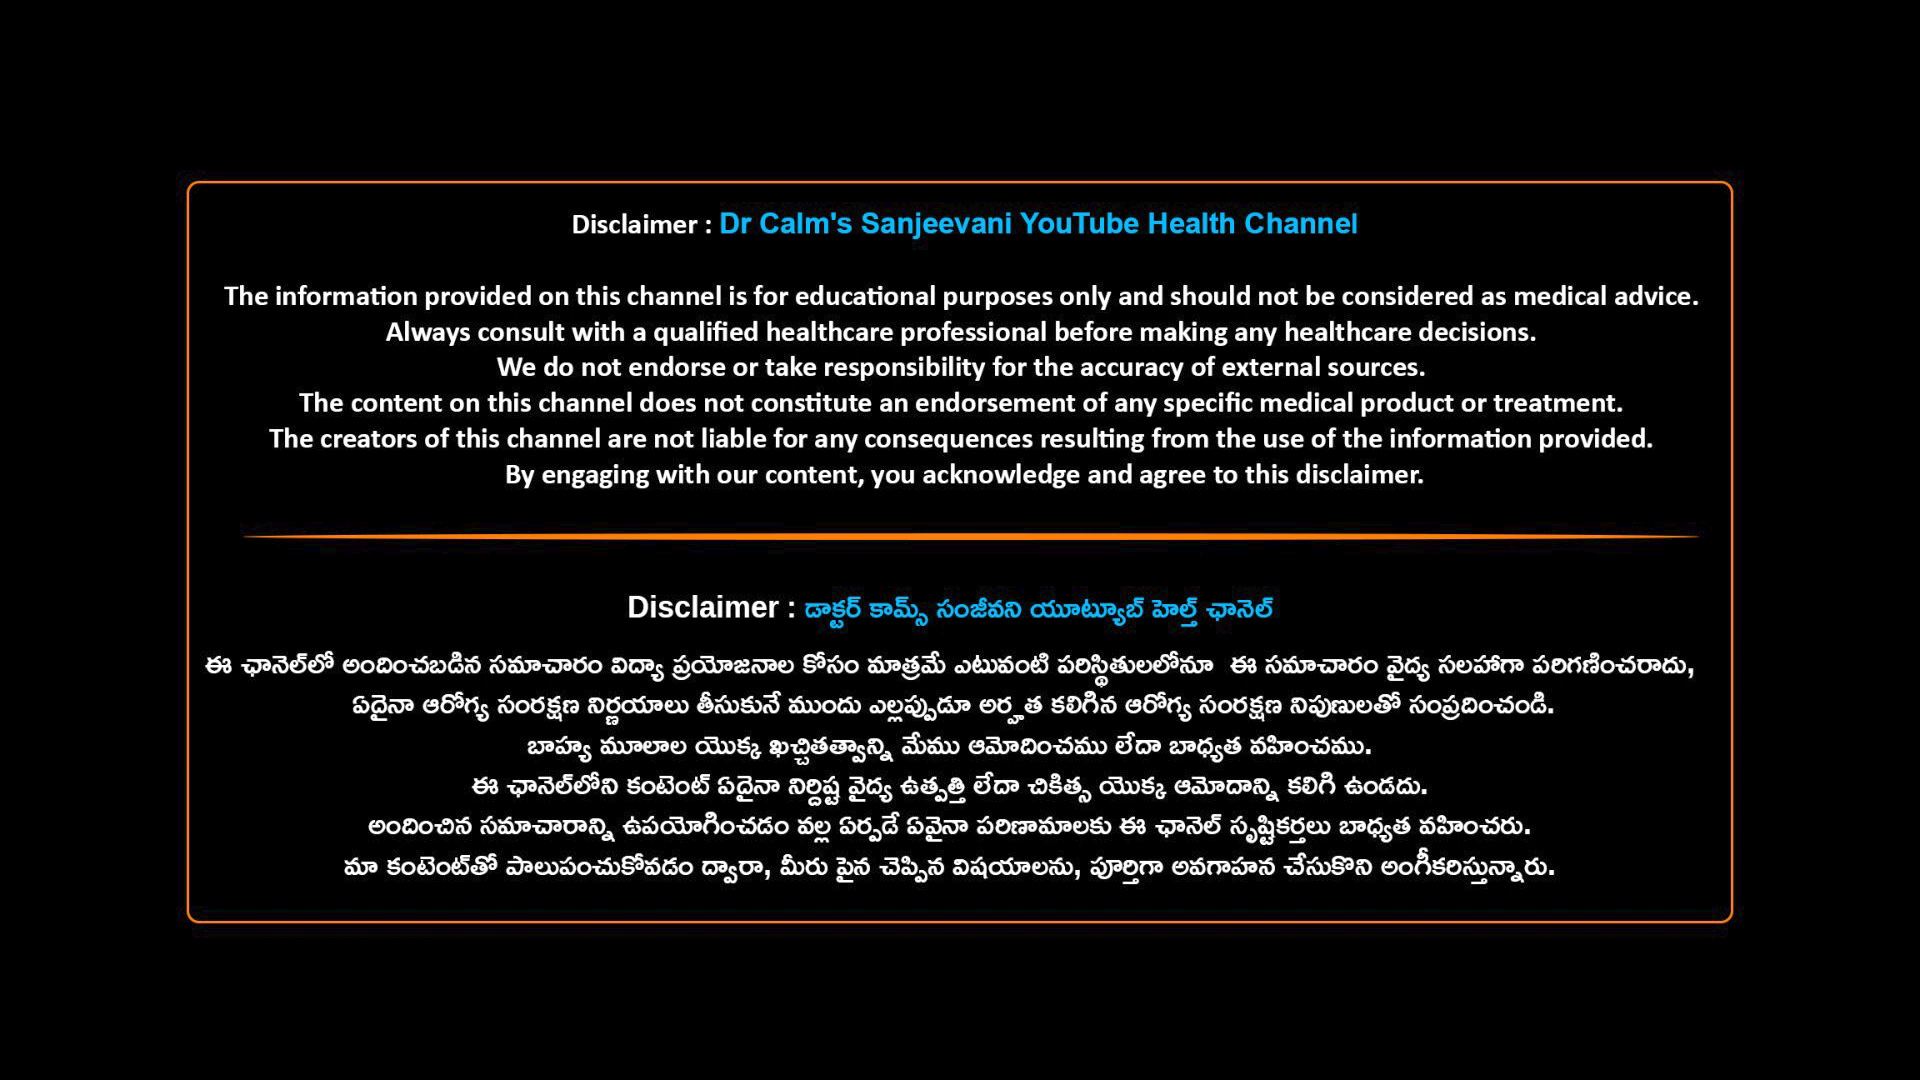 Disclaimer : Dr Calm's Sanjeevani YouTube Health Channel
The information provided on this channel is for educational purposes only and should not be considered as medical advice.
Always consult with a qualified healthcare professional before making any healthcare decisions.
We do not endorse or take responsibility for the accuracy of external sources.
The content on this channel does not constitute an endorsement of any specific medical product or treatment.
The creators of this channel are not liable for any consequences resulting from the use of the information provided.
By engaging with our content, you acknowledge and agree to this disclaimer.
Disclaimer : డాక్టర్ కామ్స్ సంజీవని యూట్యూబ్ హెల్త్ ఛానెల్
ఈ ఛానెల్‌లో అందించబడిన సమాచారం విద్యా ప్రయోజనాల కోసం మాత్రమే ఎటువంటి పరిస్థితులలోనూ ఈ సమాచారం వైద్య సలహాగా పరిగణించరాదు,
ఏదైనా ఆరోగ్య సంరక్షణ నిర్ణయాలు తీసుకునే ముందు ఎల్లప్పుడూ అర్హత కలిగిన ఆరోగ్య సంరక్షణ నిపుణులతో సంప్రదించండి.
బాహ్య మూలాల యొక్క ఖచ్చితత్వాన్ని మేము ఆమోదించము లేదా బాధ్యత వహించము.
ఈ ఛానెల్‌లోని కంటెంట్ ఏదైనా నిర్దిష్ట వైద్య ఉత్పత్తి లేదా చికిత్స యొక్క ఆమోదాన్ని కలిగి ఉండదు.
అందించిన సమాచారాన్ని ఉపయోగించడం వల్ల ఏర్పడే ఏవైనా పరిణామాలకు ఈ ఛానెల్ సృష్టికర్తలు బాధ్యత వహించరు.
మా కంటెంట్‌తో పాలుపంచుకోవడం ద్వారా, మీరు పైన చెప్పిన విషయాలను, పూర్తిగా అవగాహన చేసుకొని అంగీకరిస్తున్నారు.